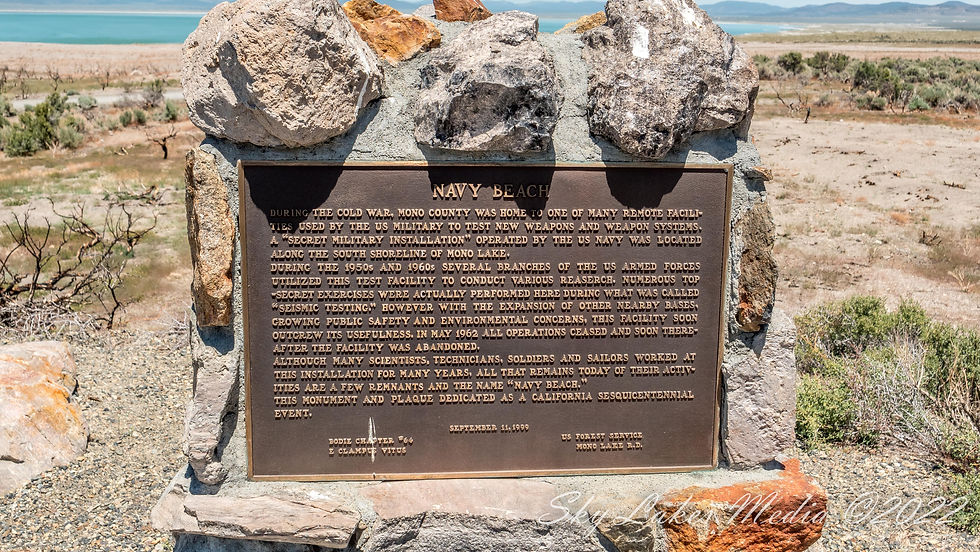 NAVY BEACH
DURING THE COLD WAR, MONO COUNTY WAS HOME TO ONE OF MANY REMOTE FACILI-
TIES USED BY THE US MILITARY TO TEST NEW WEAPONS AND WEAPON SYSTEMS.
A "SECRET MILITARY INSTALLATION" OPERATED BY THE US NAVY WAS LOCATED
ALONG THE SOUTH SHORELINE OF MONO LAKE.
DURING THE 1950s AND 1960s SEVERAL BRANCHES OF THE US ARMED FORCES
UTILIZED THIS TEST FACILITY TO CONDUCT VARIOUS REASERCH. VARIOUS TOP
"SECRET EXERCISES WERE ACTUALLY PERFORMED HERE DURING WHAT WAS CALLED
"SEISMIC TESTING." HOWEVER WITH THE EXPANSION OF OTHER NEARBY BASES,
GROWING PUBLIC SAFETY AND ENVIRONMENTAL CONCERNS, THIS FACILITY SOON
OUTGREW ITS USEFULNESS. IN MAY 1962 ALL OPERATIONS CEASED AND SOON THERE-
AFTER THE FACILITY WAS ABANDONED.
ALTHOUGH MANY SCIENTISTS, TECHNICIANS, SOLDIERS AND SAILORS WORKED AT
THIS INSTALLATION FOR MANY YEARS, ALL THAT REMAINS TODAY OF THEIR ACTIV-
ITIES ARE A FEW REMNANTS AND THE NAME "NAVY BEACH."
THIS MONUMENT AND PLAQUE DEDICATED AS A CALIFORNIA SESQUICENTENNIAL
EVENT.
SEPTEMBER 11, 1999
BODIE CHAPTER #64
E CLAMPUS VITUS
US FOREST SERVICE
MONO LAKE R.D.
Sky Lake Media ©2022